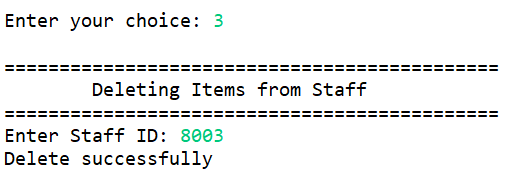 Enter your choice: 3
=============================================
Deleting Items from Staff
=============================================
Enter Staff ID: 8003
Delete successfully